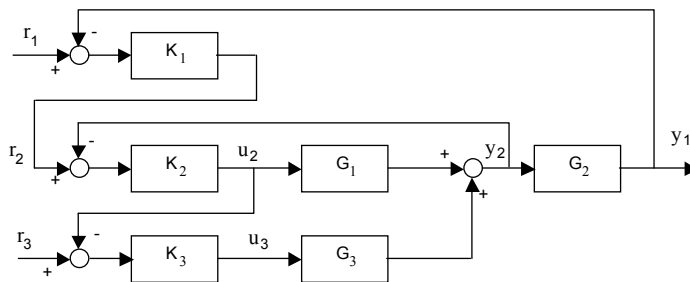 r1
-
+
K1
r2
-
+
K2
u2
G1
+
y2
+
G2
y1
r3
-
+
K3
u3
G3